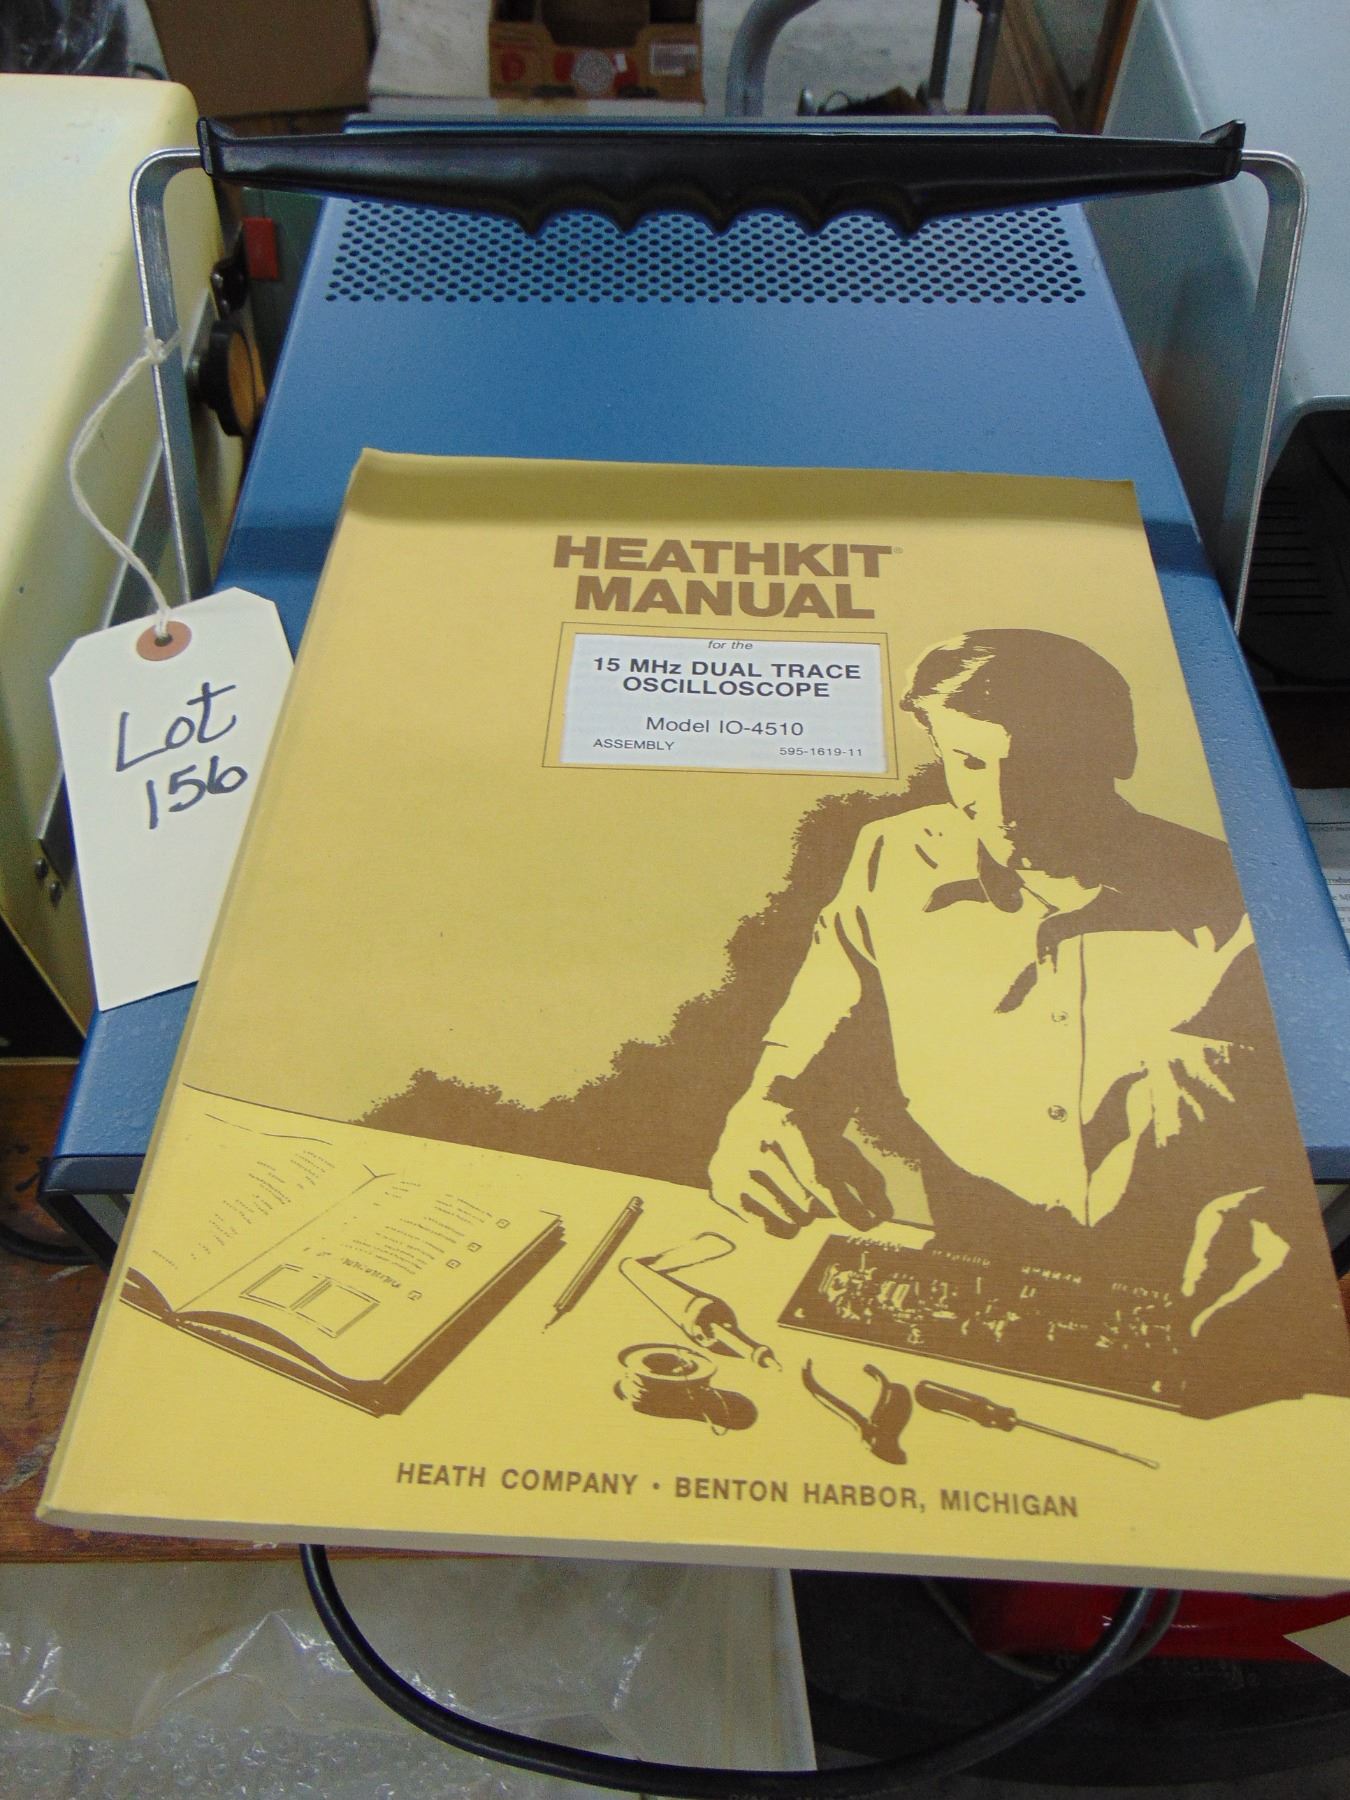 HEATHKIT®
MANUAL
for the
15 MHz DUAL TRACE
OSCILLOSCOPE
Model IO-4510
ASSEMBLY 595-1619-11
Lot
156
HEATH COMPANY • BENTON HARBOR, MICHIGAN